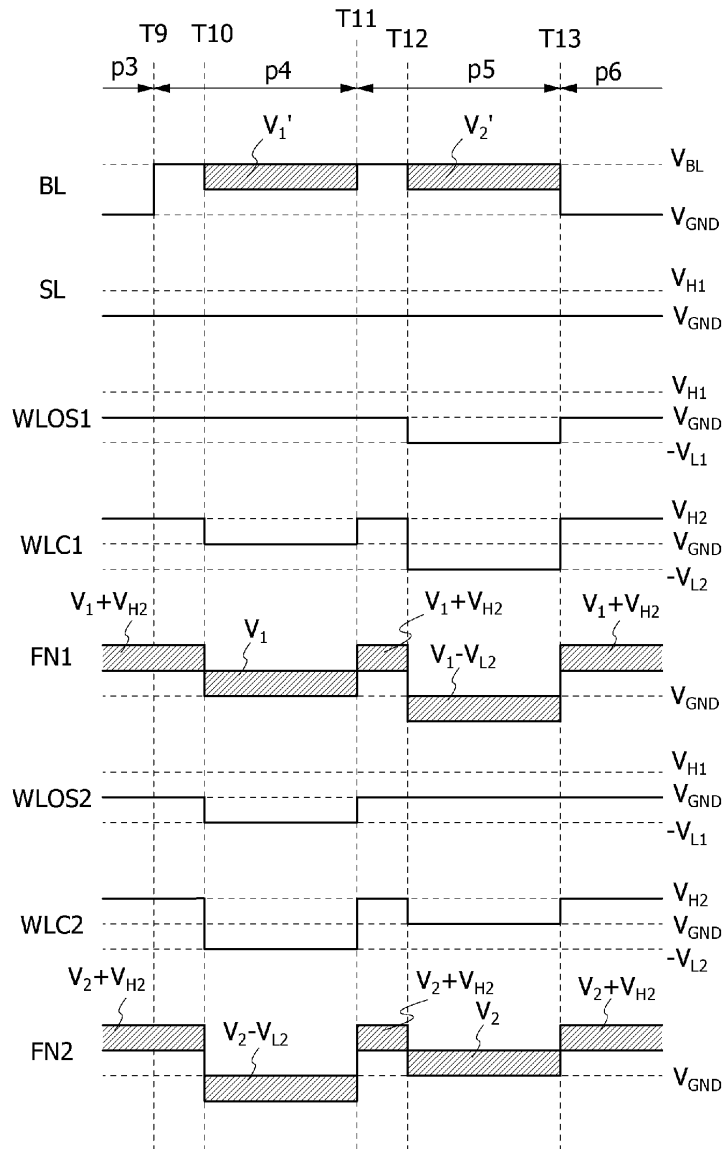 T9 T10 T11 T12 T13
p3 p4 p5 p6
V1' V2'
BL VBL
VGND
SL VH1
VGND
VH1
WLOS1 VGND
-VL1
VH2
WLC1 VGND
-VL2
V1+VH2 V1 V1+VH2 V1+VH2
FN1 V1-VL2
VGND
VH1
WLOS2 VGND
-VL1
VH2
WLC2 VGND
-VL2
V2+VH2 V2+VH2 V2+VH2
V2-VL2 V2
FN2
VGND